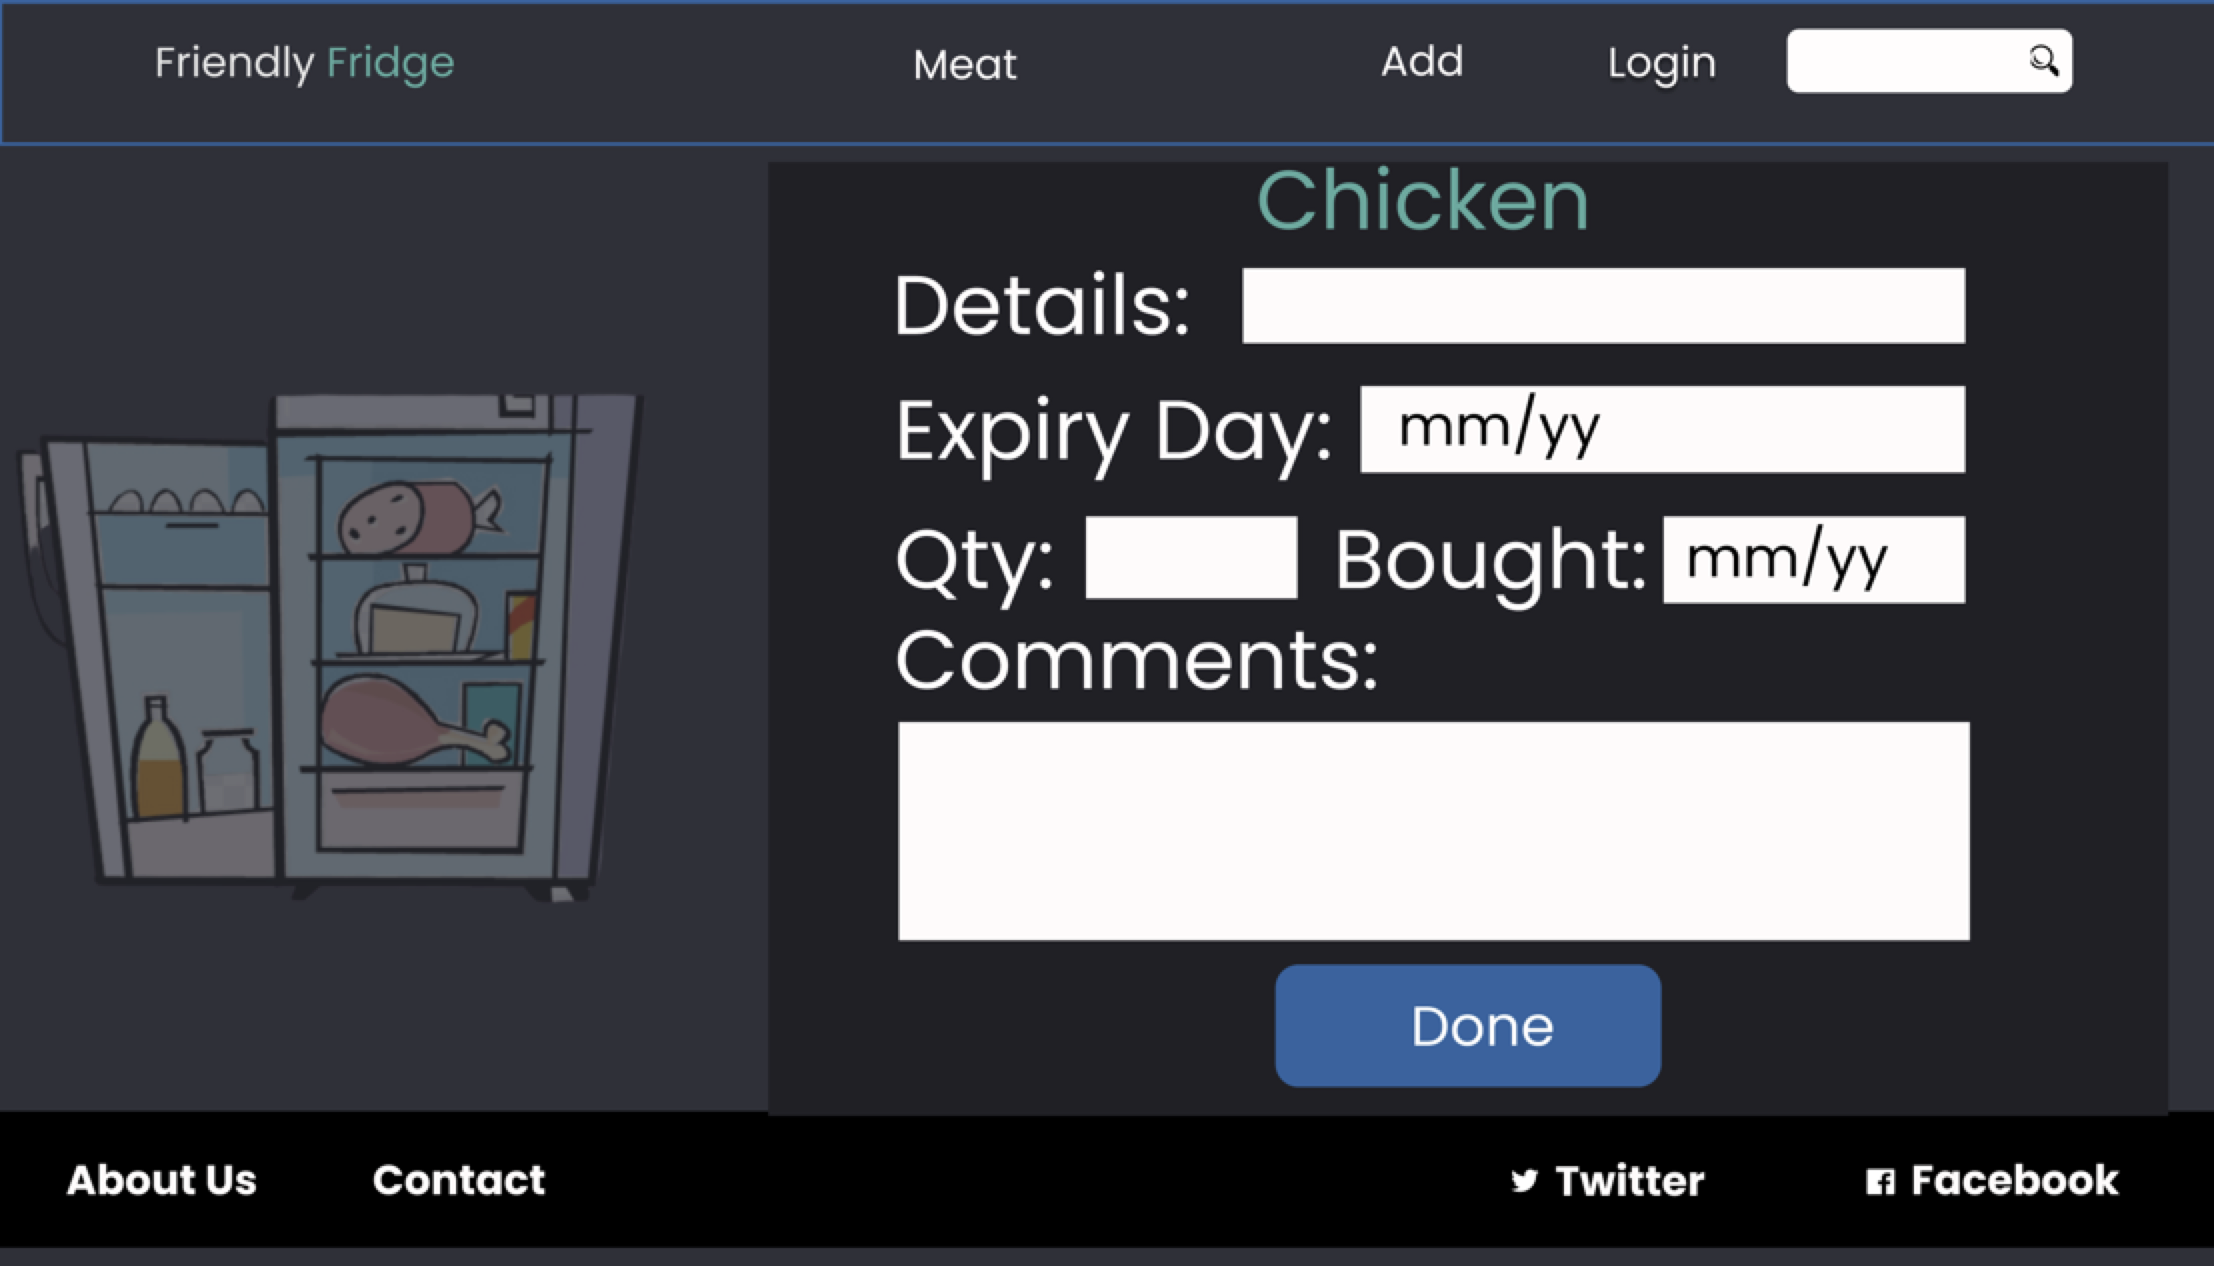 Friendly Fridge
Meat
Add
Login
Chicken
Details:
Expiry Day: mm/yy
Qty: Bought: mm/yy
Comments:
Done
About Us
Contact
Twitter
Facebook